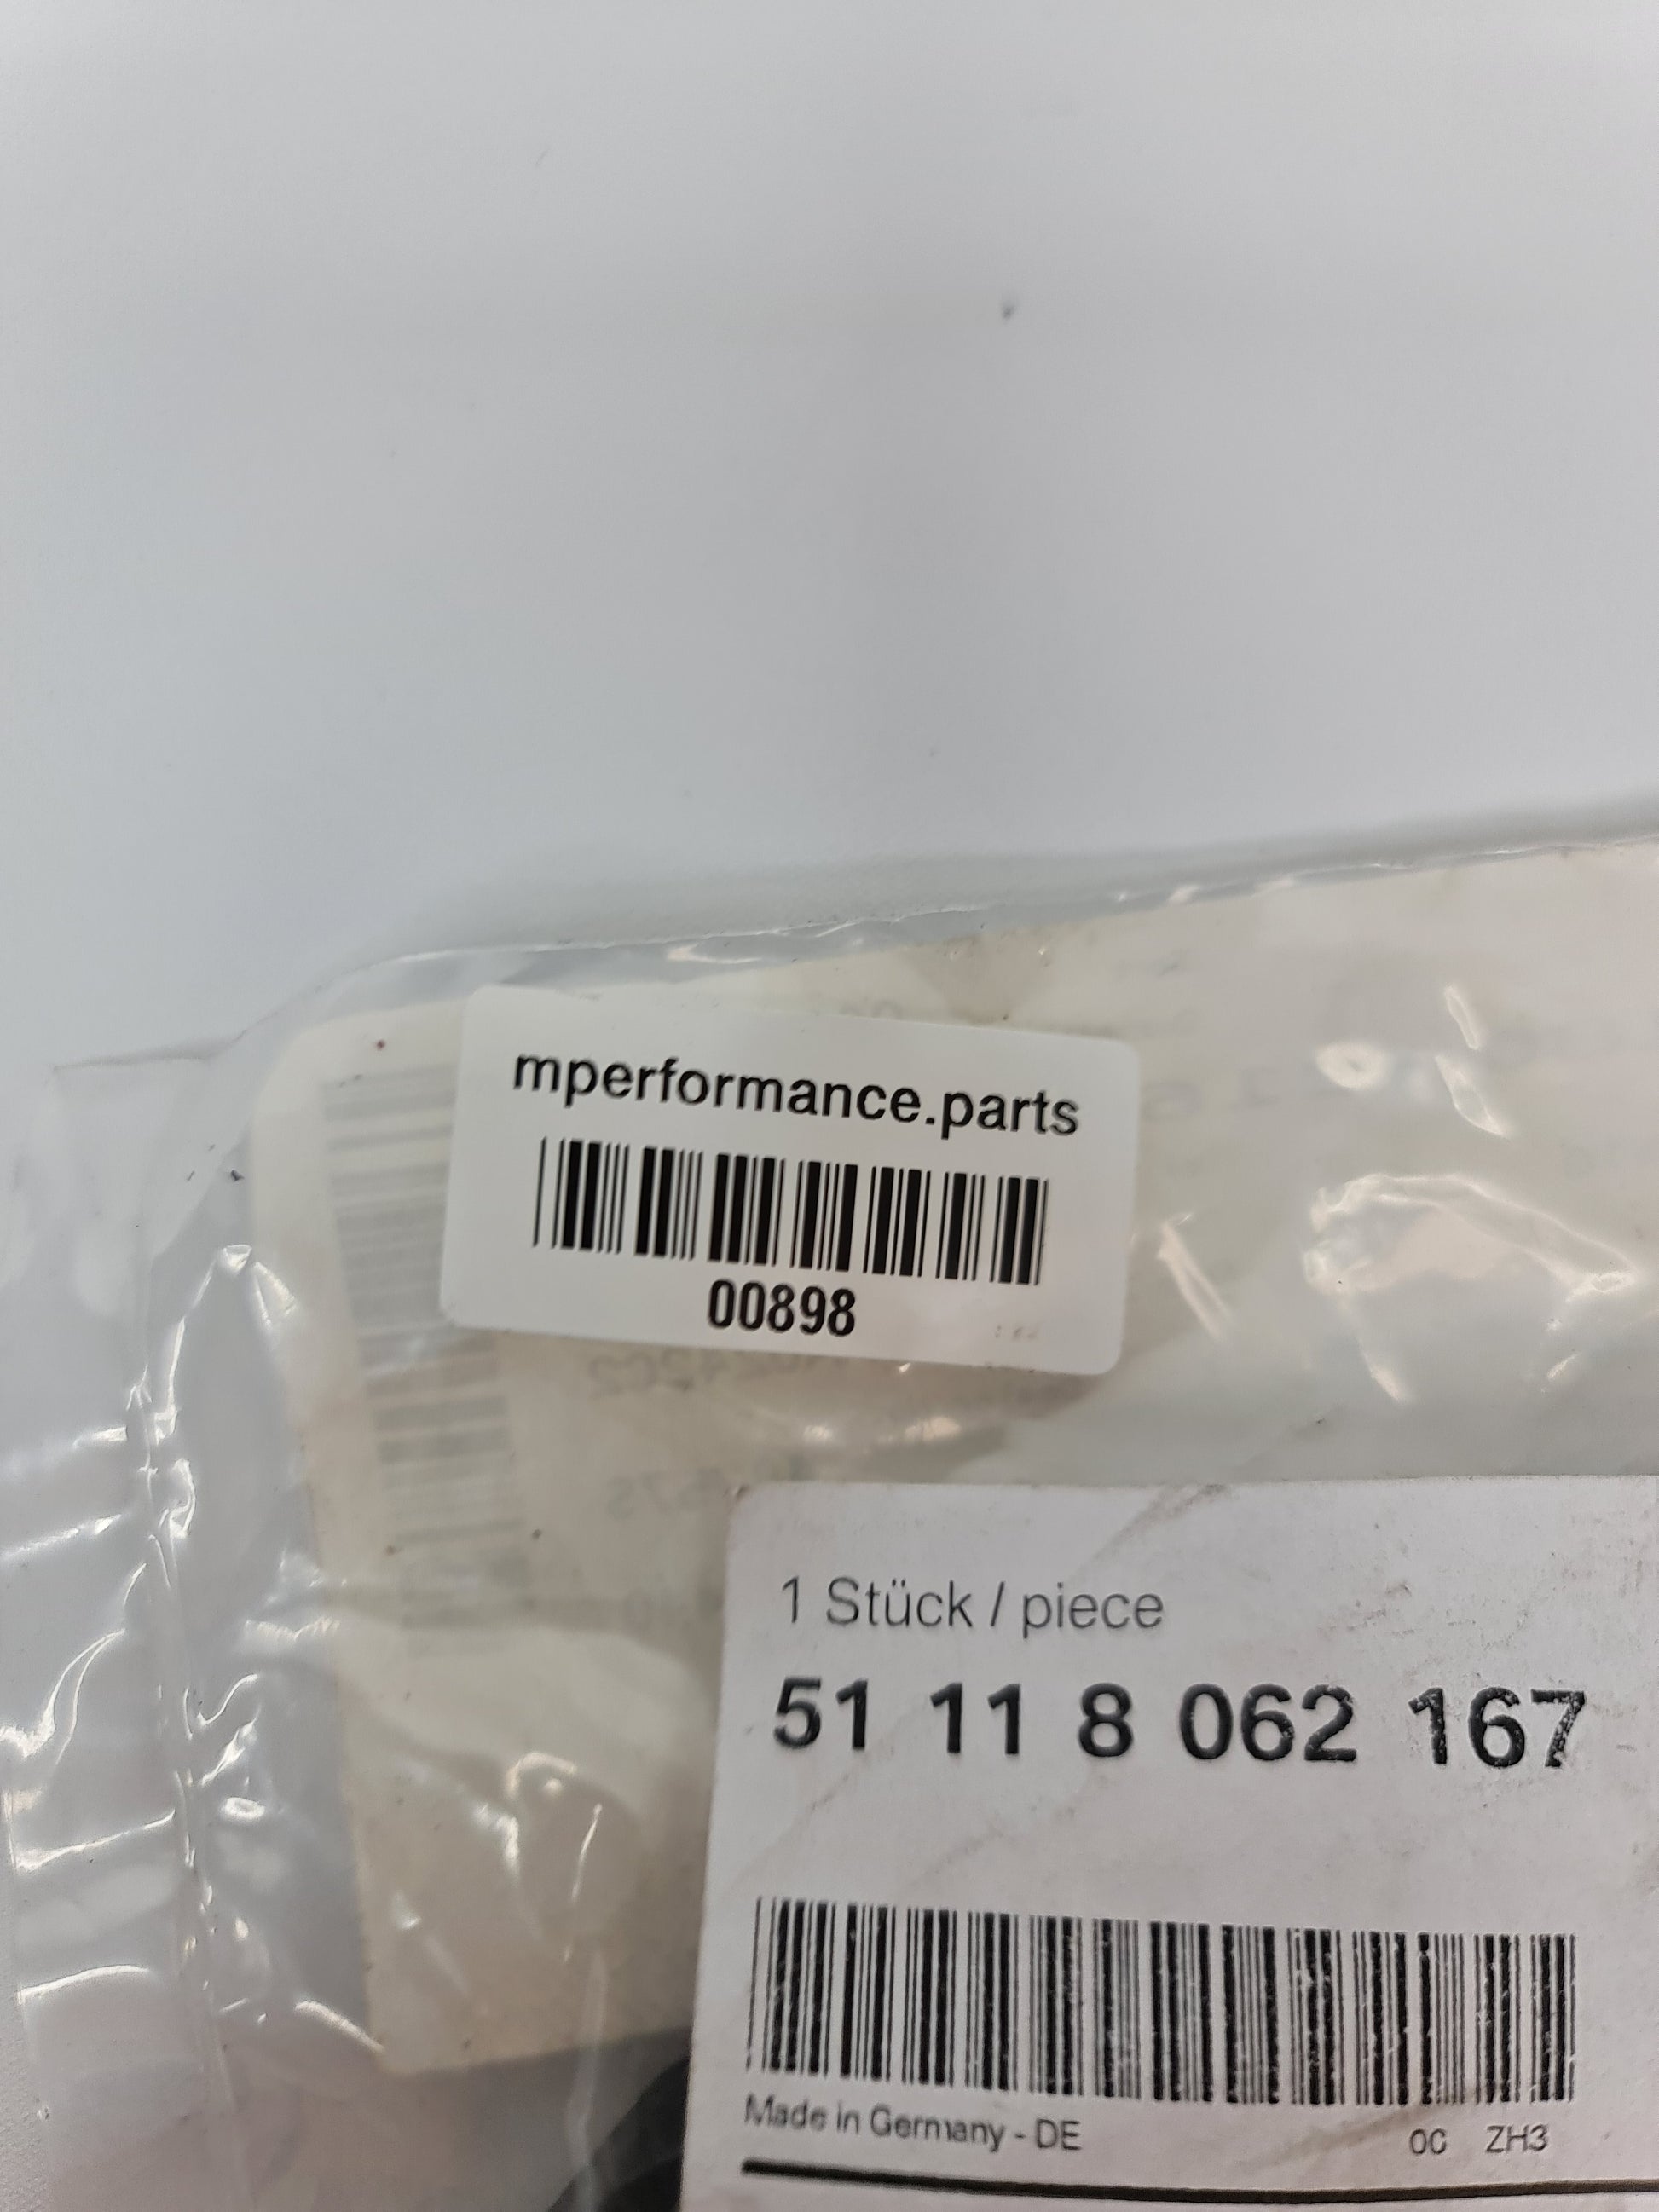 mperformance.parts
00898
1 Stück / piece
51 11 8 062 167
Made in Germany - DE
0C ZH3